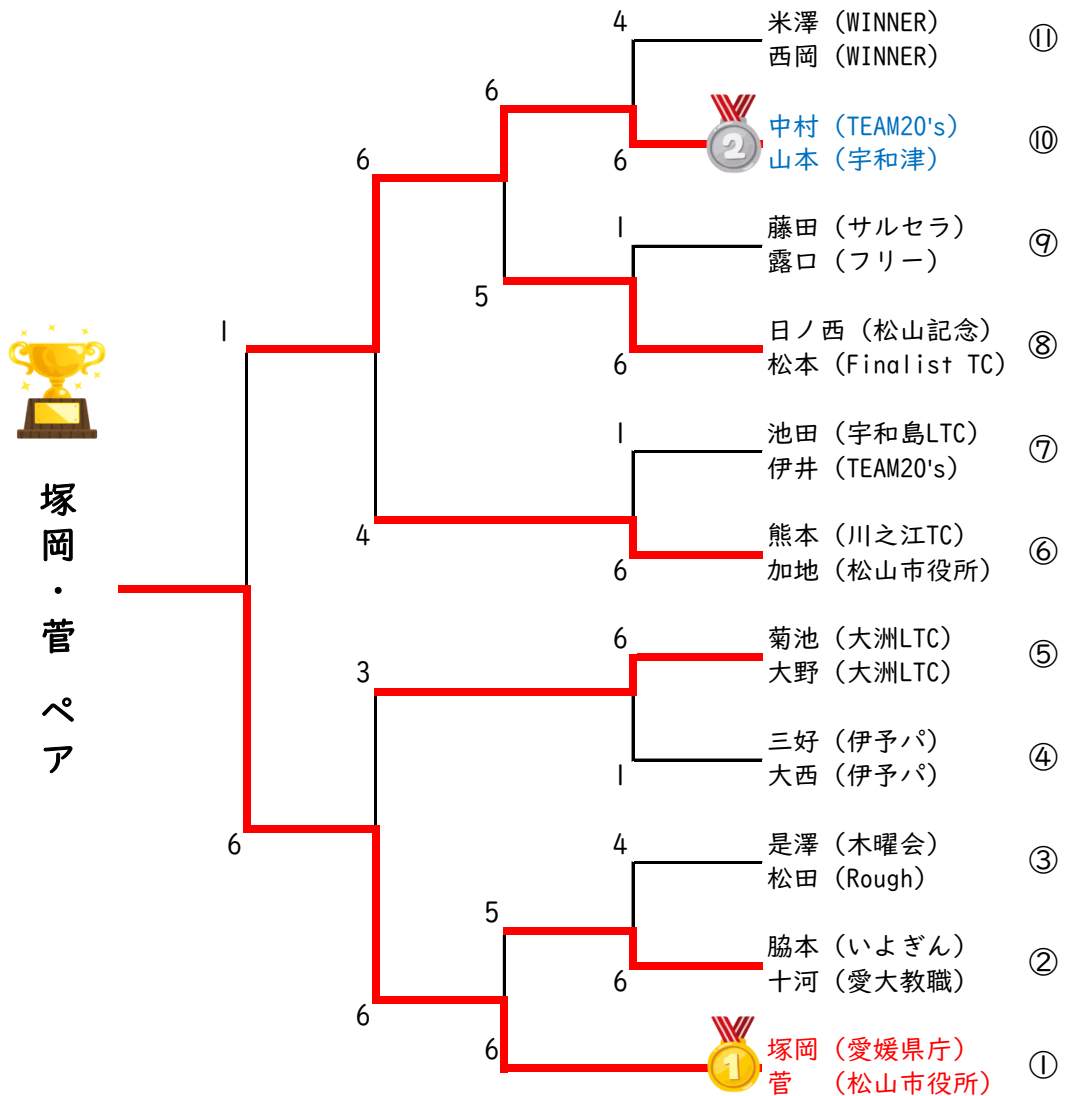 4
米澤（WINNER）
西岡（WINNER）
⑪
6
2
中村（TEAM20's）
山本（宇和津）
⑩
6
6
1
藤田（サルセラ）
露口（フリー）
⑨
5
日ノ西（松山記念）
松本（Finalist TC）
⑧
6
1
1
池田（宇和島LTC）
伊井（TEAM20's）
⑦
4
熊本（川之江TC）
加地（松山市役所）
⑥
6
塚岡・菅 ペア
6
菊池（大洲LTC）
大野（大洲LTC）
⑤
3
三好（伊予パ）
大西（伊予パ）
④
1
6
4
是澤（木曜会）
松田（Rough）
③
5
脇本（いよぎん）
十河（愛大教職）
②
6
6
6
1
塚岡（愛媛県庁）
菅　（松山市役所）
①